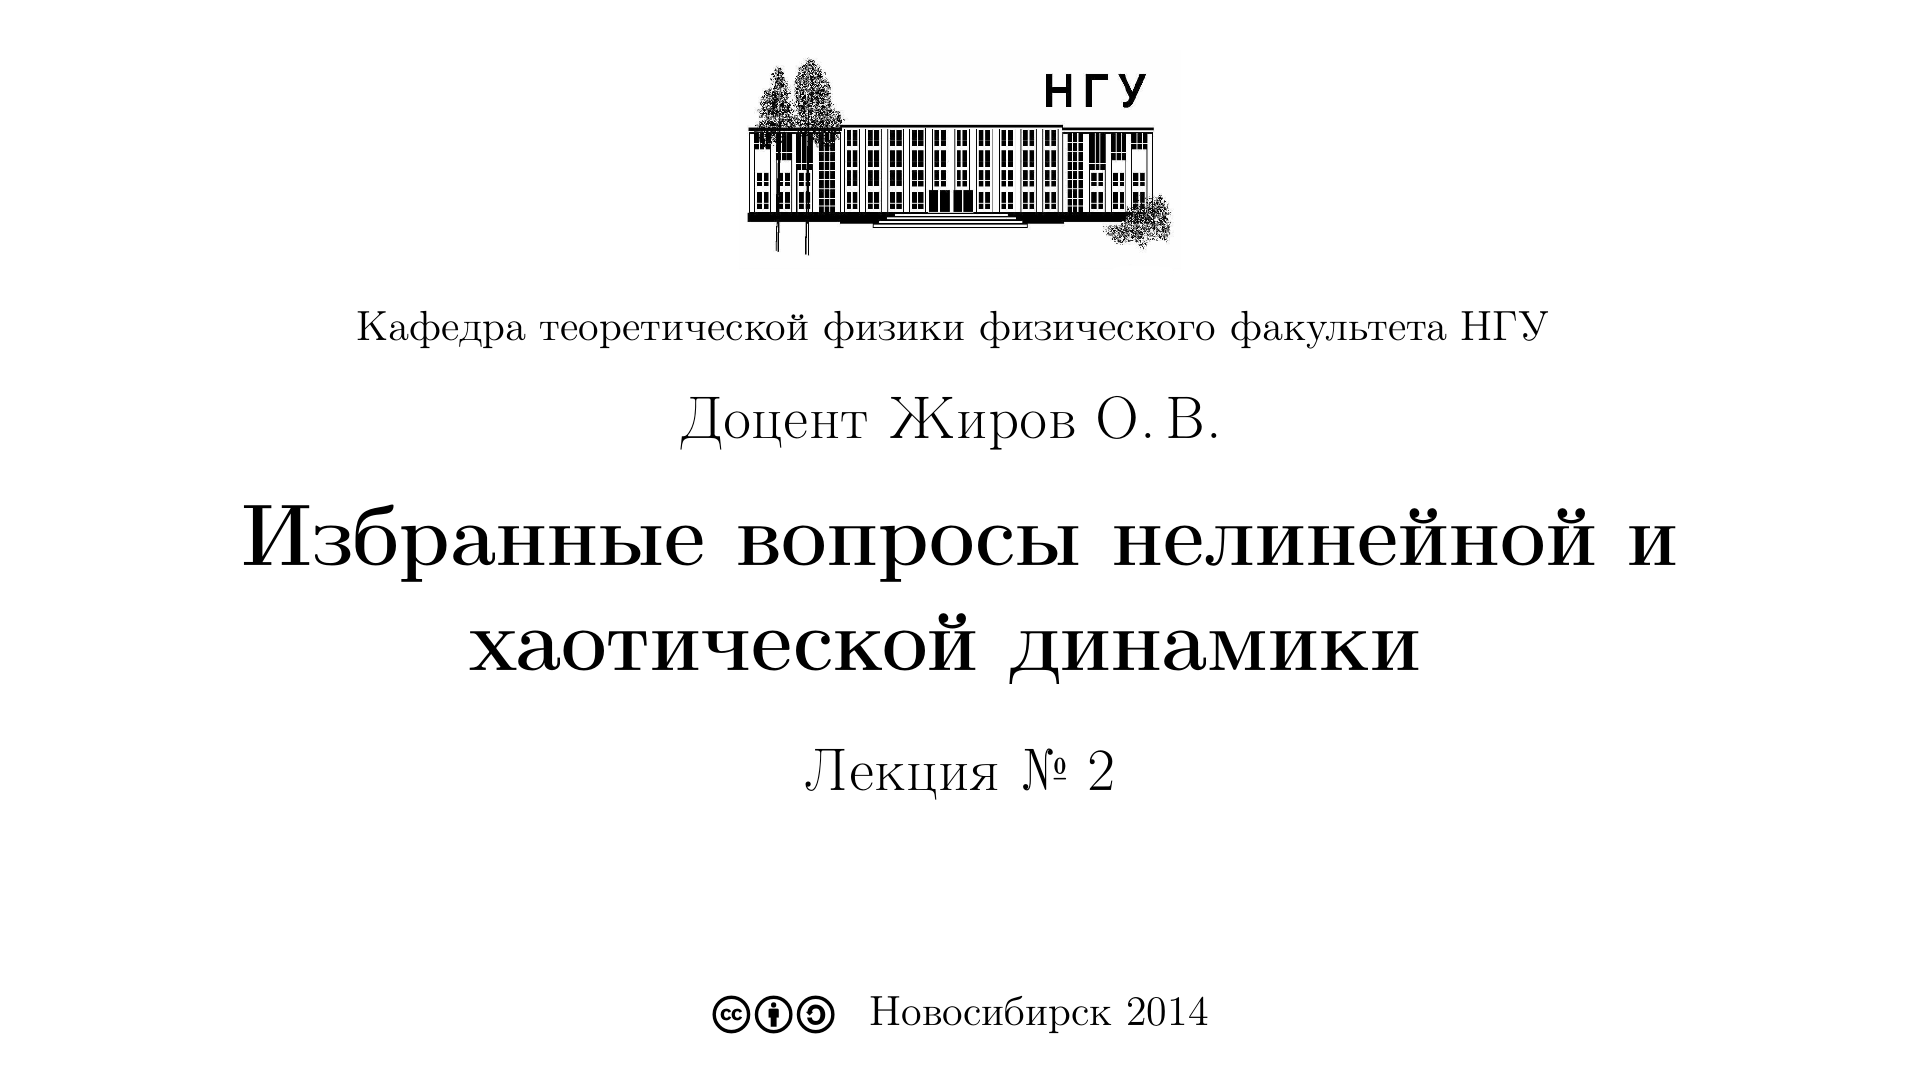 НГУ
Кафедра теоретической физики физического факультета НГУ
Доцент Жиров О. В.
Избранные вопросы нелинейной и
хаотической динамики
Лекция № 2
cc Новосибирск 2014